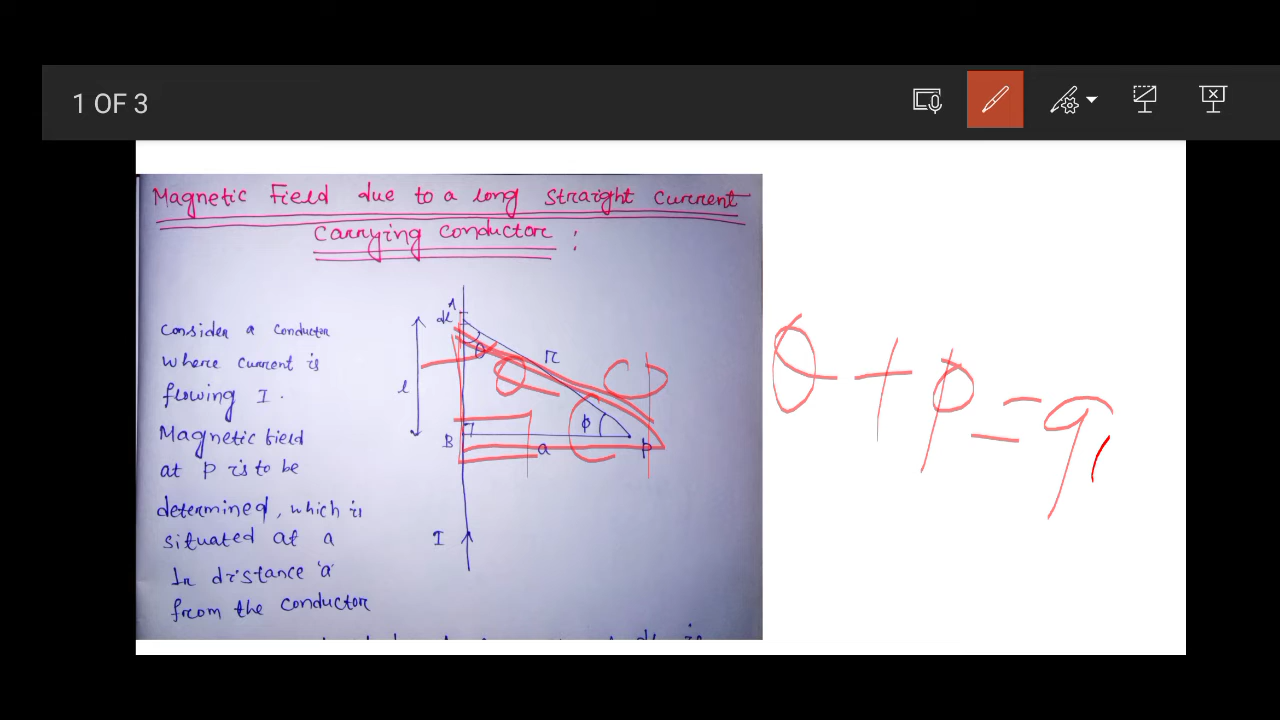 1 OF 3
Magnetic Field due to a long straight current
carrying conductor :
Consider a conductor
where current is
flowing I.
Magnetic field
at P is to be
determined, which is
situated at a
In distance 'a'
from the conductor
A
dl
θ
r
l
ϕ
B
a
P
I
θ
θ + p = 9